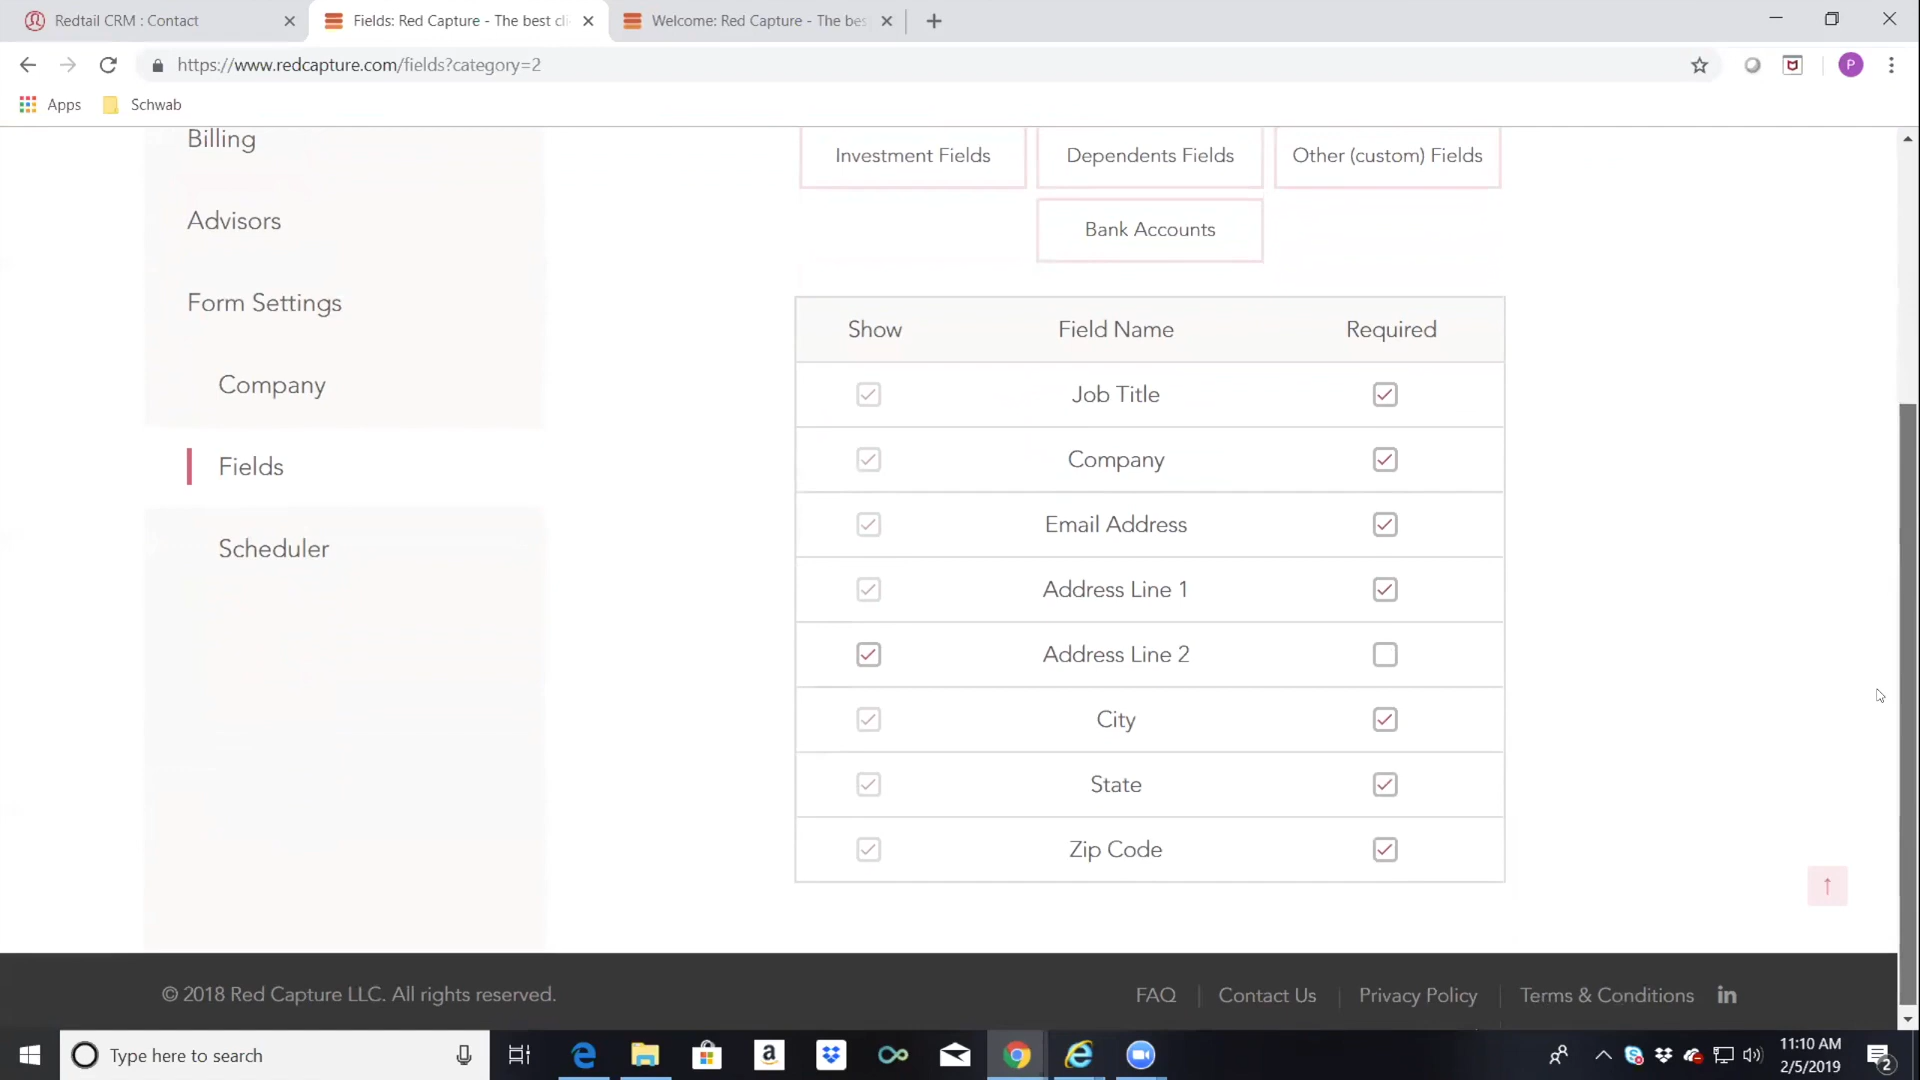 Redtail CRM : Contact
Fields: Red Capture - The best cli
Welcome: Red Capture - The bes
https://www.redcapture.com/fields?category=2
P
Apps
Schwab
Billing
Advisors
Form Settings
Company
Fields
Scheduler
Investment Fields
Dependents Fields
Other (custom) Fields
Bank Accounts
Show Field Name Required
Job Title
Company
Email Address
Address Line 1
Address Line 2
City
State
Zip Code
© 2018 Red Capture LLC. All rights reserved.
FAQ
Contact Us
Privacy Policy
Terms & Conditions
in
Type here to search
11:10 AM
2/5/2019
2